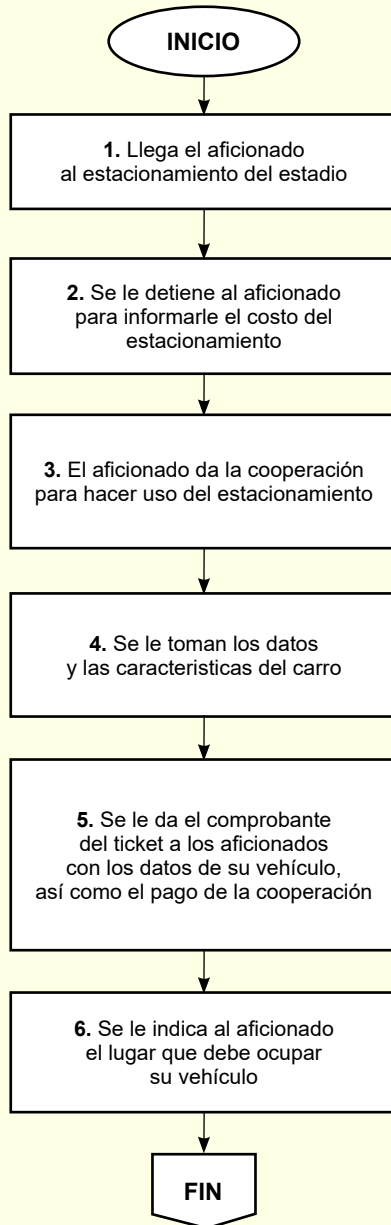 INICIO
1. Llega el aficionado
al estacionamiento del estadio
2. Se le detiene al aficionado
para informarle el costo del
estacionamiento
3. El aficionado da la cooperación
para hacer uso del estacionamiento
4. Se le toman los datos
y las caracteristicas del carro
5. Se le da el comprobante
del ticket a los aficionados
con los datos de su vehículo,
así como el pago de la cooperación
6. Se le indica al aficionado
el lugar que debe ocupar
su vehículo
FIN